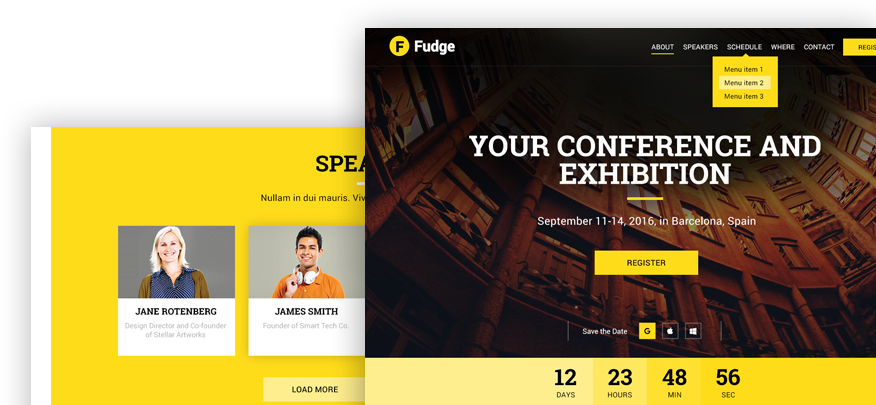 F Fudge
ABOUT SPEAKERS SCHEDULE WHERE CONTACT
Menu item 1
Menu item 2
Menu item 3
YOUR CONFERENCE AND
EXHIBITION
September 11-14, 2016, in Barcelona, Spain
REGISTER
Save the Date G
12 23 48 56
DAYS HOURS MIN SEC
Nullam in dui mauris.
JANE ROTENBERG
Design Director and Co-founder
of Stellar Artworks
JAMES SMITH
Founder of Smart Tech Co.
LOAD MORE